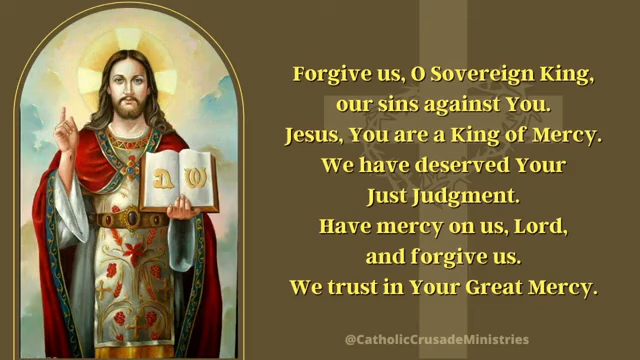 Forgive us, O Sovereign King,
our sins against You.
Jesus, You are a King of Mercy.
We have deserved Your
Just Judgment.
Have mercy on us, Lord,
and forgive us.
We trust in Your Great Mercy.
@CatholicCrusadeMinistries